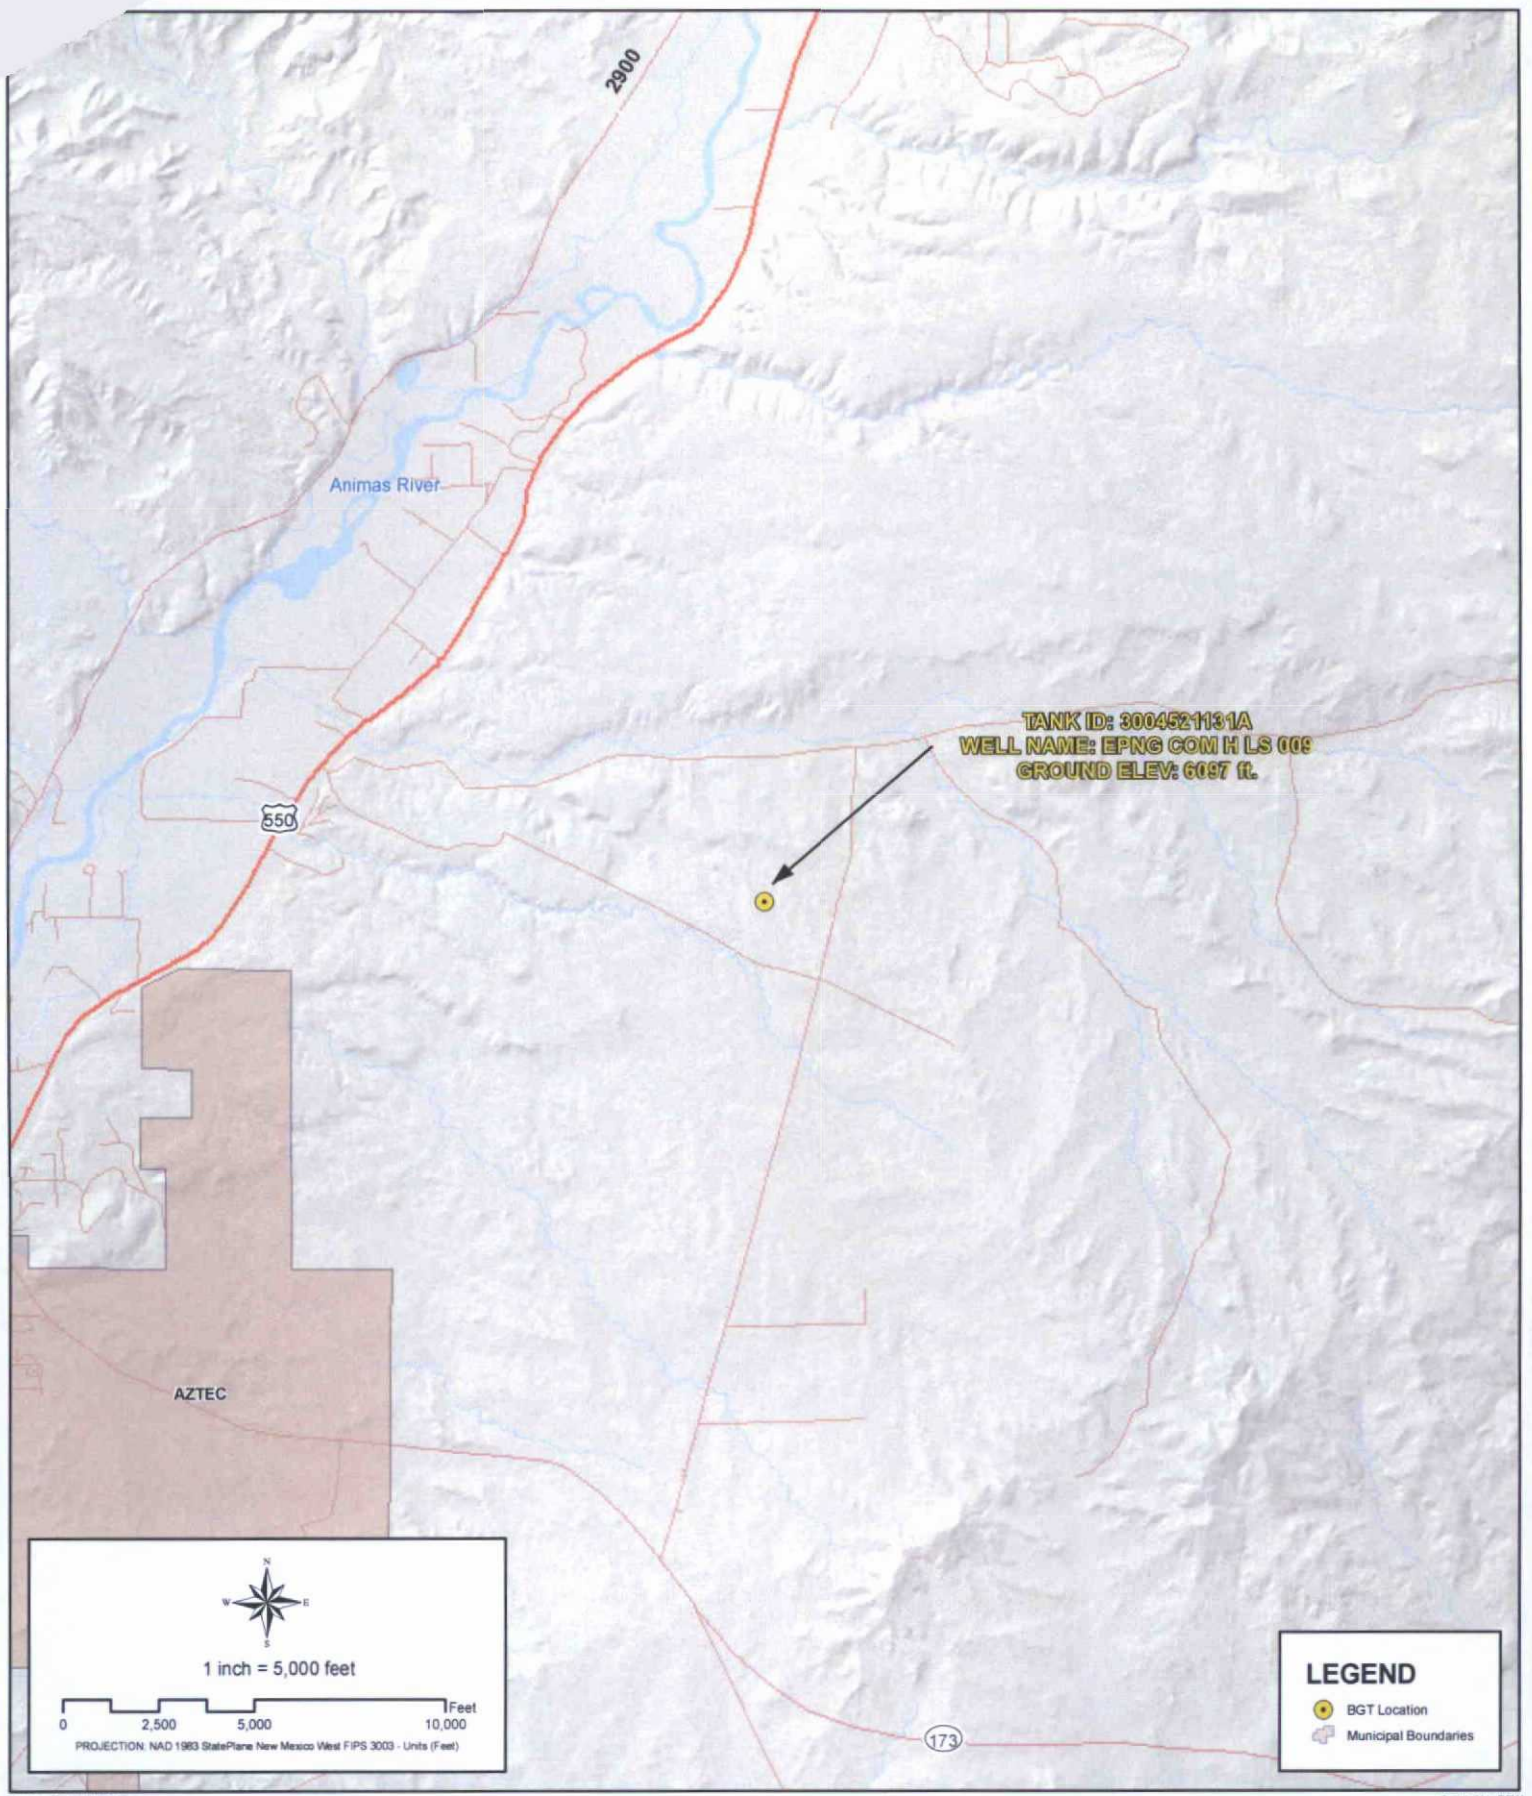 2900
Animas River
TANK ID: 3004521131A
WELL NAME: EPNG COM H LS 009
GROUND ELEV: 6097 ft.
550
AZTEC
N
W E
S
1 inch = 5,000 feet
Feet
0 2,500 5,000 10,000
PROJECTION: NAD 1983 StatePlane New Mexico West FIPS 3003 - Units (Feet)
173
LEGEND
BGT Location
Municipal Boundaries